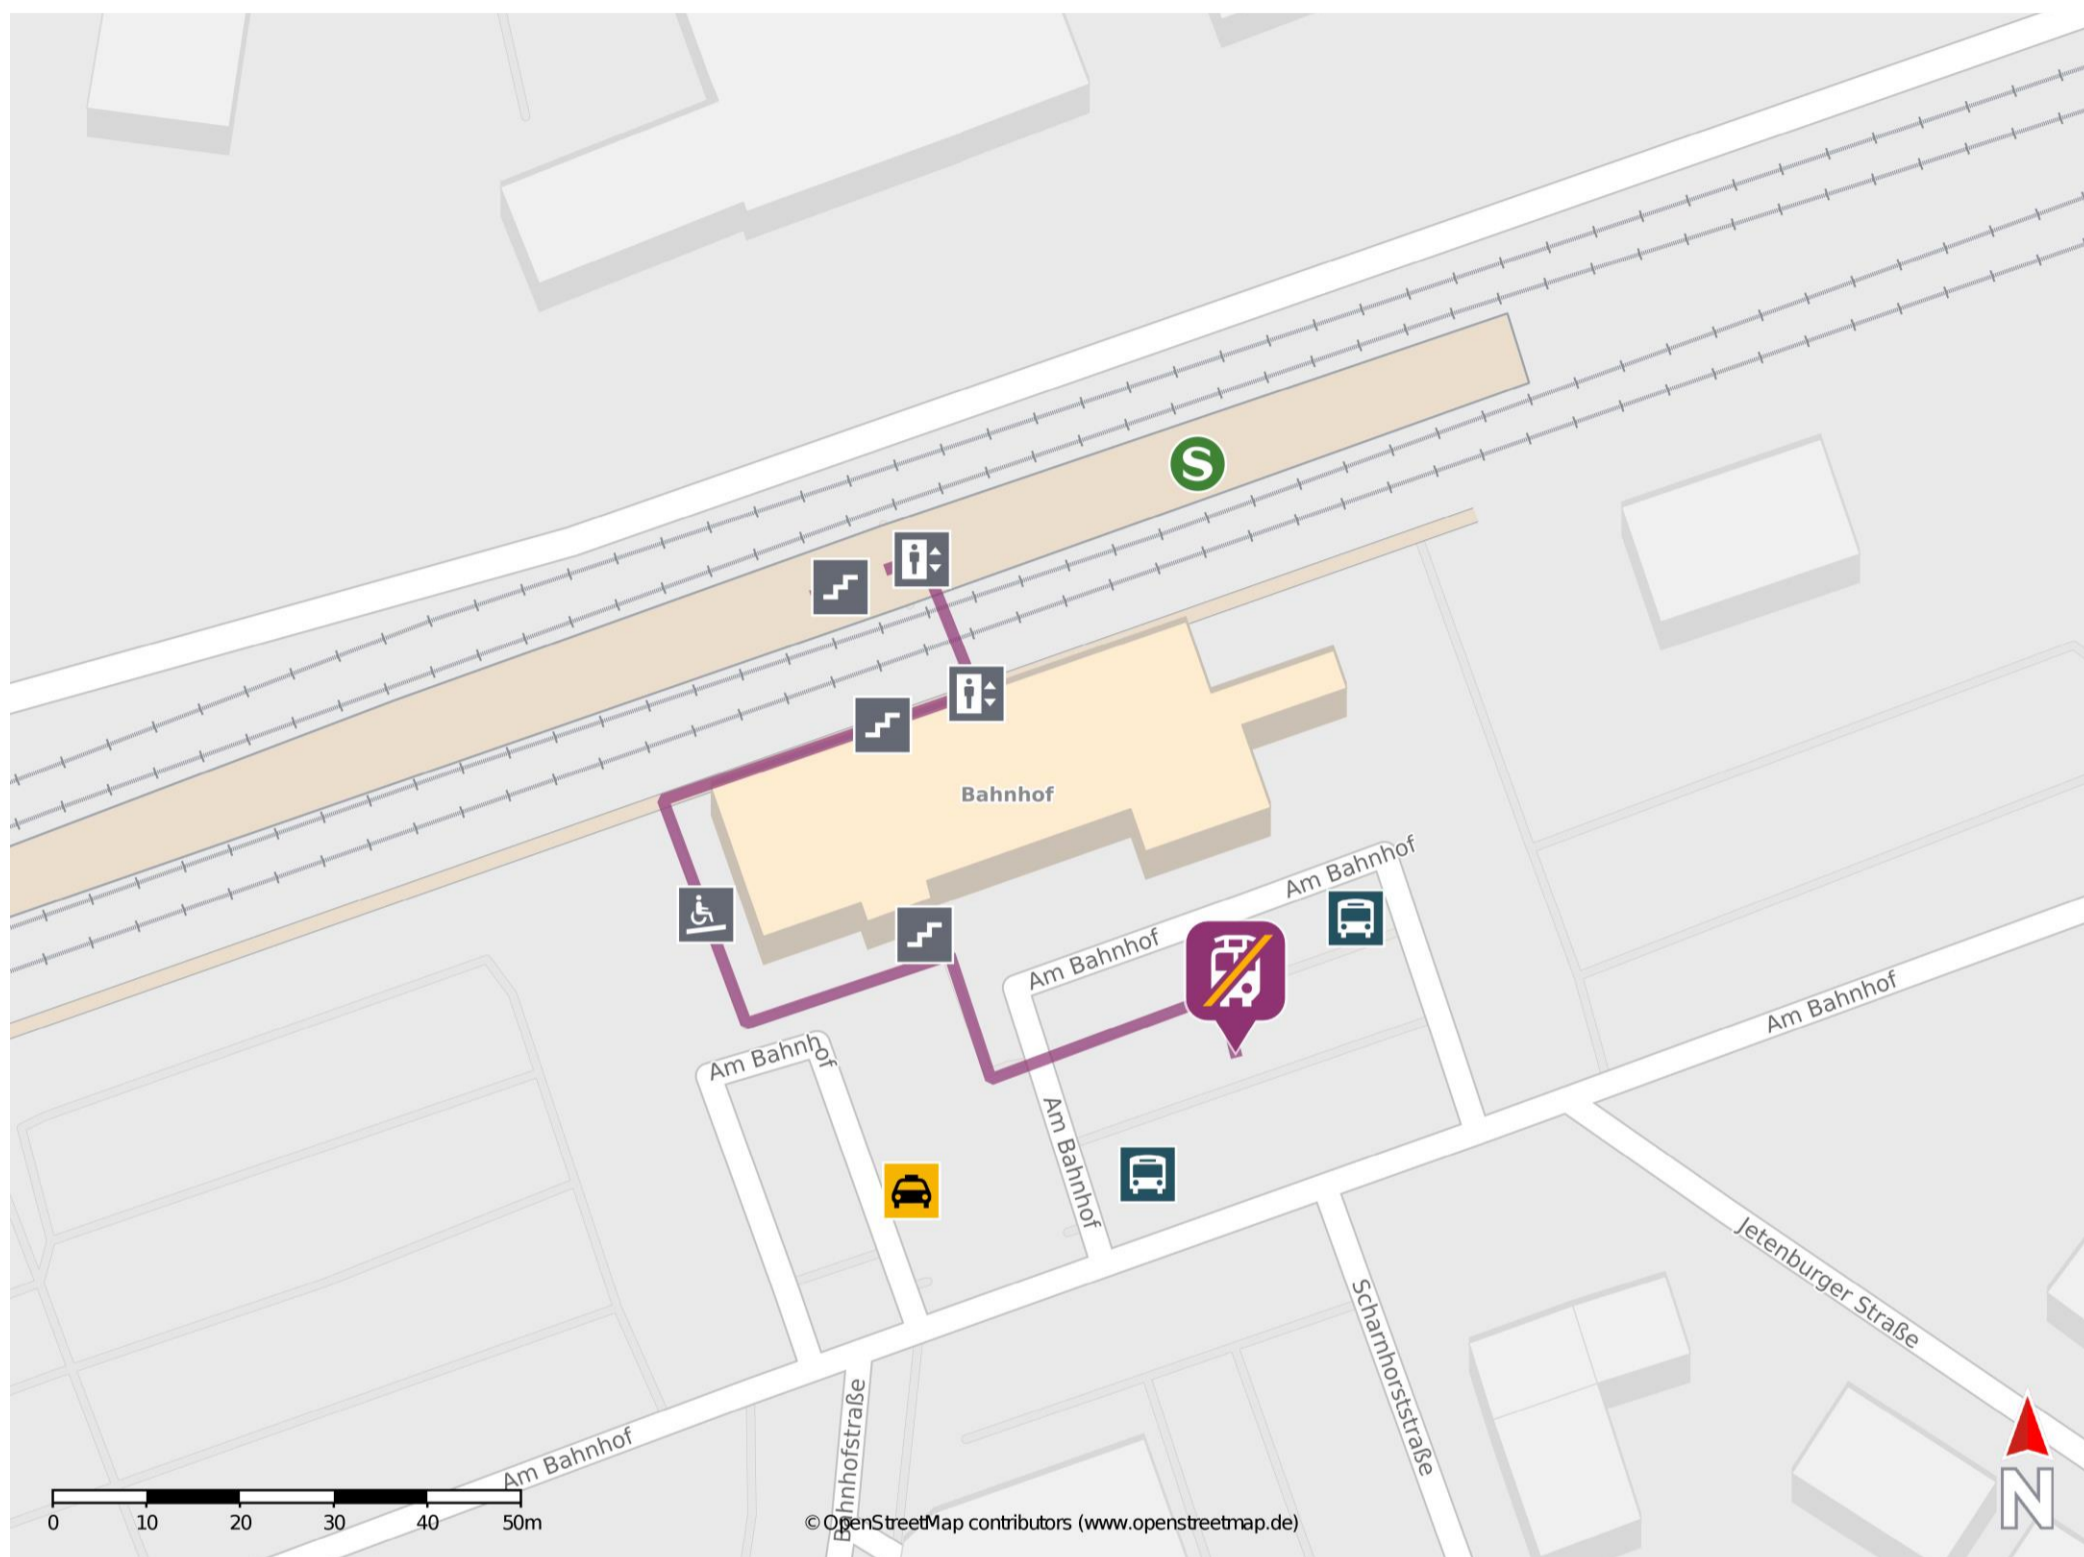 S
Bahnhof
Am Bahnhof
Am Bahnhof
Am Bahnhof
Am Bahnhof
Am Bahnhof
Jetenburger Straße
Scharnhorststraße
Bahnhofstraße
Am Bahnhof
0 10 20 30 40 50m
© OpenStreetMap contributors (www.openstreetmap.de)
N